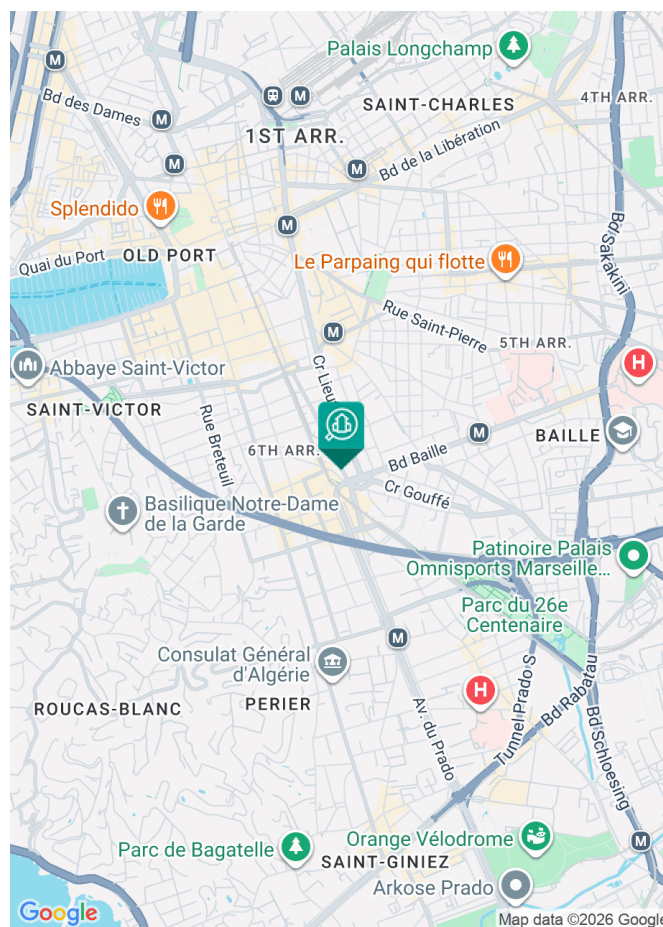 Palais Longchamp
M
M
Bd des Dames
M
SAINT-CHARLES
4TH ARR.
1ST ARR.
Bd de la Libération
M
M
Splendido
Bd Sakakini
M
Quai du Port
OLD PORT
Le Parpaing qui flotte
Rue Saint-Pierre
M
5TH ARR.
Abbaye Saint-Victor
H
Cr Lieu
SAINT-VICTOR
Rue Breteuil
M
BAILLE
6TH ARR.
Bd Baille
Cr Gouffé
Basilique Notre-Dame
de la Garde
Patinoire Palais
Omnisports Marseille...
Parc du 26e
Centenaire
M
Consulat Général
d'Algérie
H
ROUCAS-BLANC
PERIER
Av. du Prado
Tunnel Prado S
Bd Rabatau
Bd Schloesing
Parc de Bagatelle
Orange Vélodrome
M
SAINT-GINIEZ
Arkose Prado
Google
Map data ©2026 Google